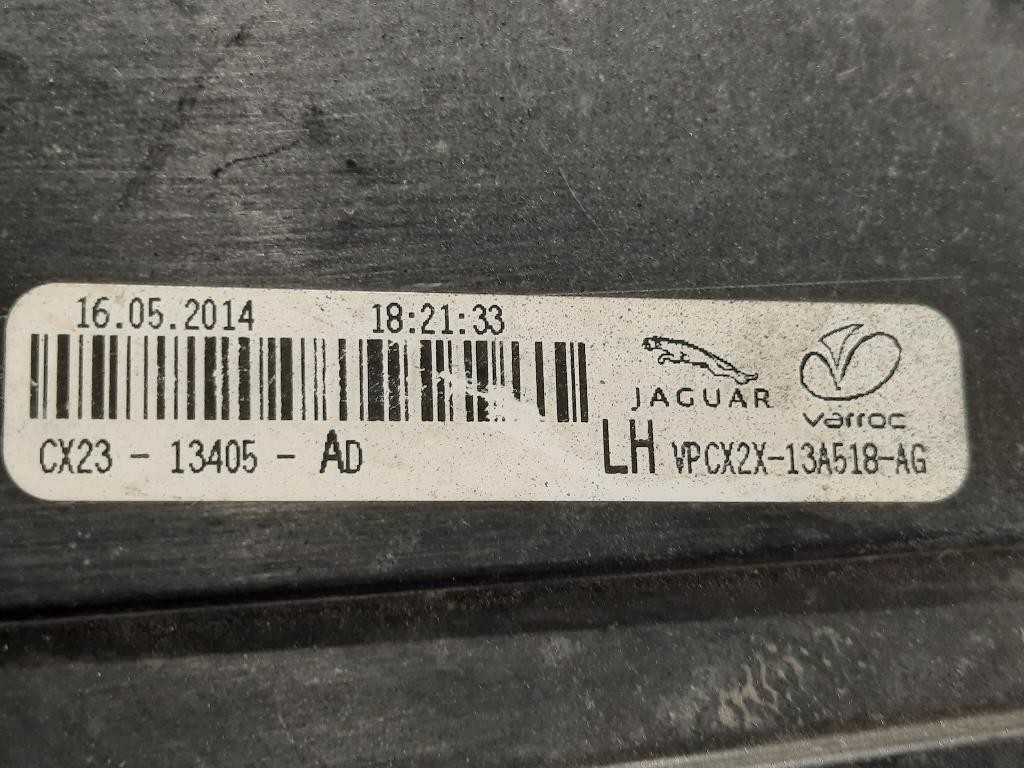 16.05.2014 18:21:33
JAGUAR varroc
CX23 - 13405 - AD LH VPCX2X-13A518-AG